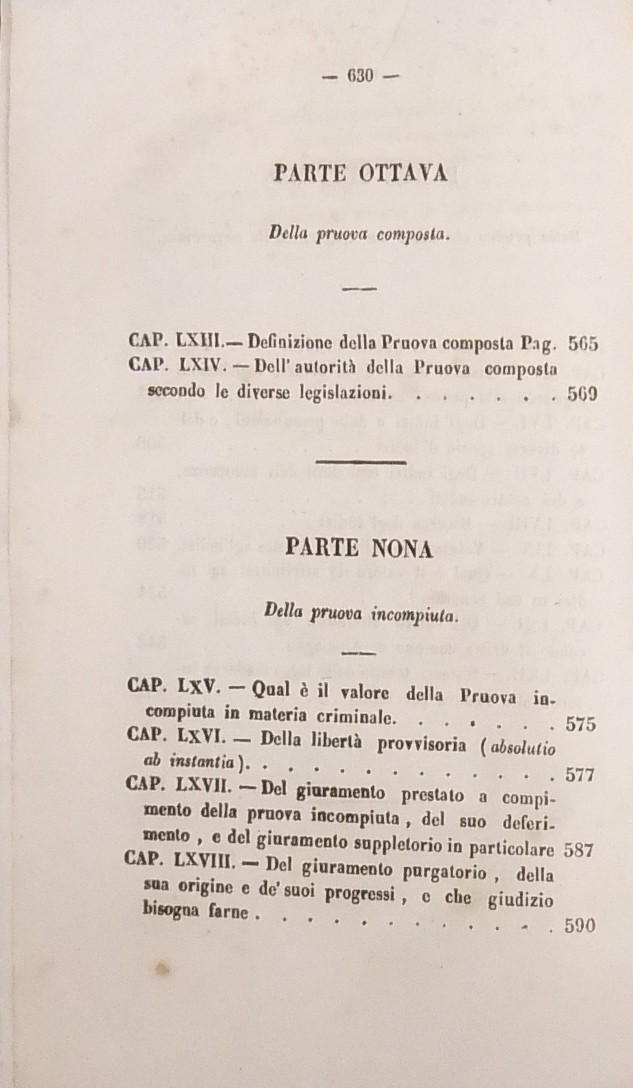 — 630 —
PARTE OTTAVA
Della pruova composta.
CAP. LXIII.— Definizione della Pruova composta Pag. 565
CAP. LXIV. — Dell' autorità della Pruova composta
secondo le diverse legislazioni. . . . . . . 569
PARTE NONA
Della pruova incompiuta.
CAP. LXV. — Qual è il valore della Pruova in-
compiuta in materia criminale. . . . . . . 575
CAP. LXVI. — Della libertà provvisoria (absolutio
ab instantia). . . . . . . . . . . . 577
CAP. LXVII. — Del giuramento prestato a compi-
mento della pruova incompiuta , del suo deferi-
mento , e del giuramento suppletorio in particolare 587
CAP. LXVIII. — Del giuramento purgatorio , della
sua origine e de' suoi progressi , e che giudizio
bisogna farne . . . . . . . . . . . . 590